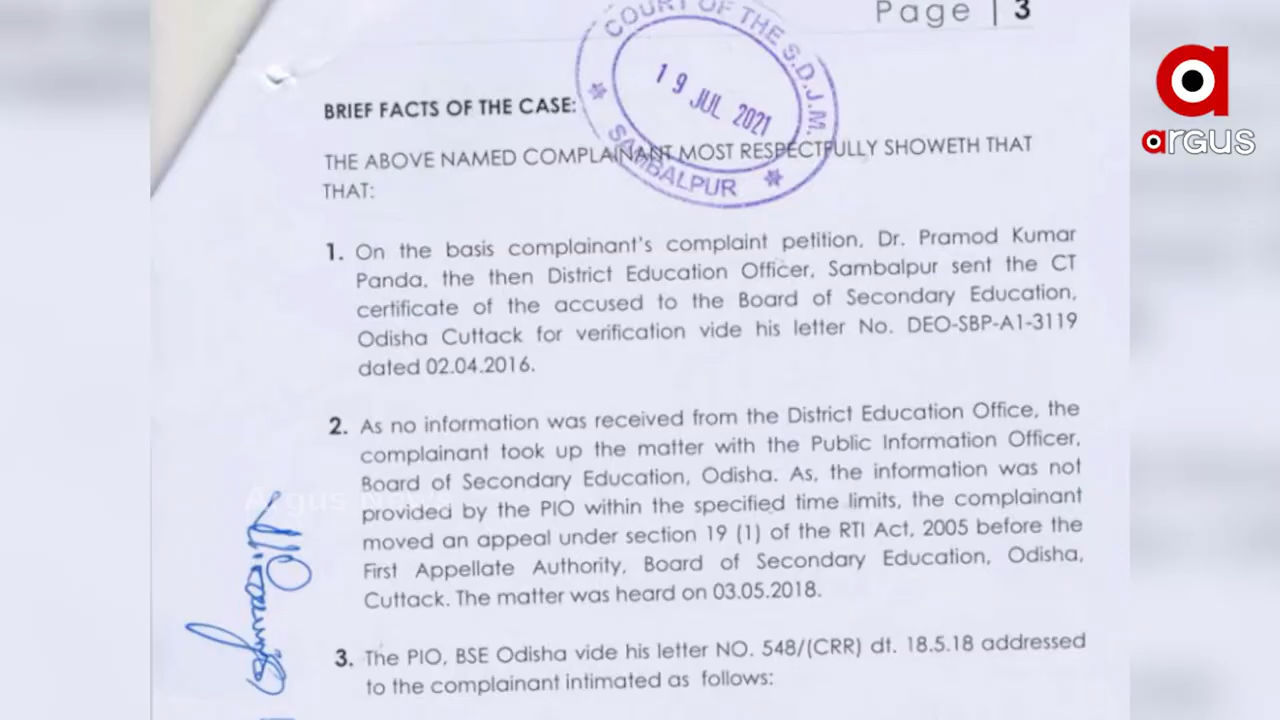 Page | 3
argus
COURT OF THE S.D.J.M.
19 JUL 2021
SAMBALPUR
BRIEF FACTS OF THE CASE:
THE ABOVE NAMED COMPLAINANT MOST RESPECTFULLY SHOWETH THAT
THAT:
1. On the basis complainant's complaint petition, Dr. Pramod Kumar
Panda, the then District Education Officer, Sambalpur sent the CT
certificate of the accused to the Board of Secondary Education,
Odisha Cuttack for verification vide his letter No. DEO-SBP-A1-3119
dated 02.04.2016.
2. As no information was received from the District Education Office, the
complainant took up the matter with the Public Information Officer,
Board of Secondary Education, Odisha. As, the information was not
provided by the PIO within the specified time limits, the complainant
moved an appeal under section 19 (1) of the RTI Act, 2005 before the
First Appellate Authority, Board of Secondary Education, Odisha,
Cuttack. The matter was heard on 03.05.2018.
Argus News
3. The PIO, BSE Odisha vide his letter NO. 548/(CRR) dt. 18.5.18 addressed
to the complainant intimated as follows: